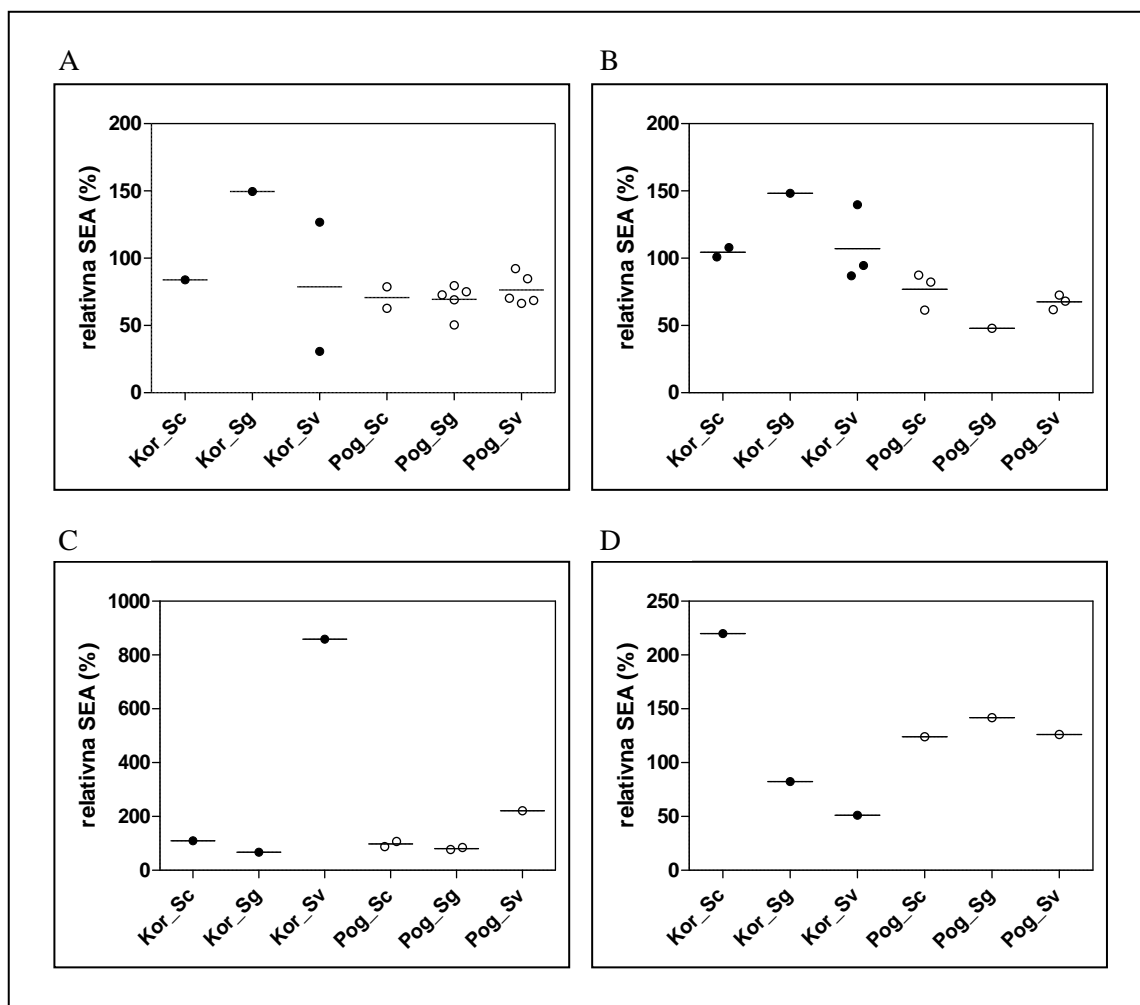 A
relativna SEA (%)
200
150
100
50
0
Kor_Sc
Kor_Sg
Kor_Sv
Pog_Sc
Pog_Sg
Pog_Sv
B
relativna SEA (%)
200
150
100
50
0
Kor_Sc
Kor_Sg
Kor_Sv
Pog_Sc
Pog_Sg
Pog_Sv
C
relativna SEA (%)
1000
800
600
400
200
0
Kor_Sc
Kor_Sg
Kor_Sv
Pog_Sc
Pog_Sg
Pog_Sv
D
relativna SEA (%)
250
200
150
100
50
0
Kor_Sc
Kor_Sg
Kor_Sv
Pog_Sc
Pog_Sg
Pog_Sv